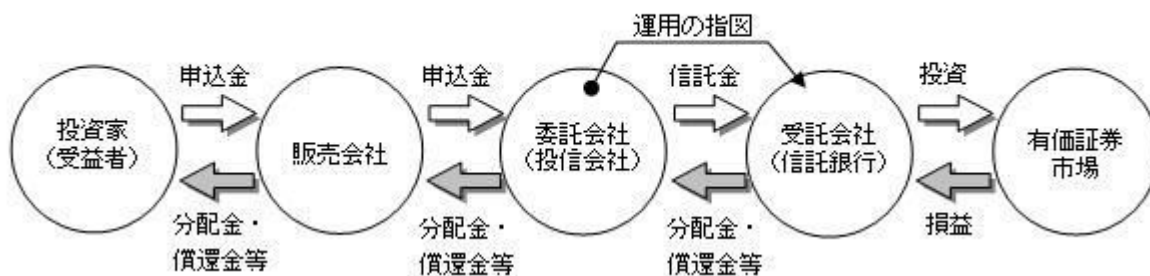 運用の指図
申込金
申込金
信託金
投資
投資家
(受益者)
販売会社
委託会社
(投信会社)
受託会社
(信託銀行)
有価証券
市場
分配金・
償還金等
分配金・
償還金等
分配金・
償還金等
損益